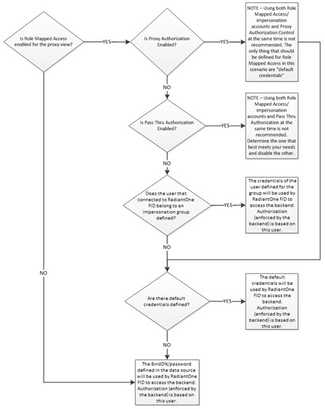 Is Role Mapped Access
enabled for the proxy view?
YES
Is Proxy Authorization
Enabled?
YES
NOTE – Using both Role
Mapped Access/
impersonation
accounts and Proxy
Authorization Control
at the same time is not
recommended. The
only thing that should
be defined for Role
Mapped Access in this
scenario are "default
credentials"
NO
Is Pass Thru Authorization
Enabled?
YES
NOTE – Using both Role
Mapped Access/
impersonation
accounts and Pass Thru
Authorization at the
same time is not
recommended.
Determine the one that
best meets your needs
and disable the other.
NO
Does the user that
connected to RadiantOne
FID belong to an
impersonation group
defined?
YES
The credentials of the
user defined for the
group will be used by
RadiantOne FID to
access the backend.
Authorization
(enforced by the
backend) is based on
this user.
NO
NO
Are there default
credentials defined?
YES
The default
credentials will be
used by RadiantOne
FID to access the
backend.
Authorization
(enforced by the
backend) is based on
this user.
NO
The BindDN/password
defined in the data source
will be used by RadiantOne
FID to access the backend.
Authorization (enforced by
the backend) is based on
this user.